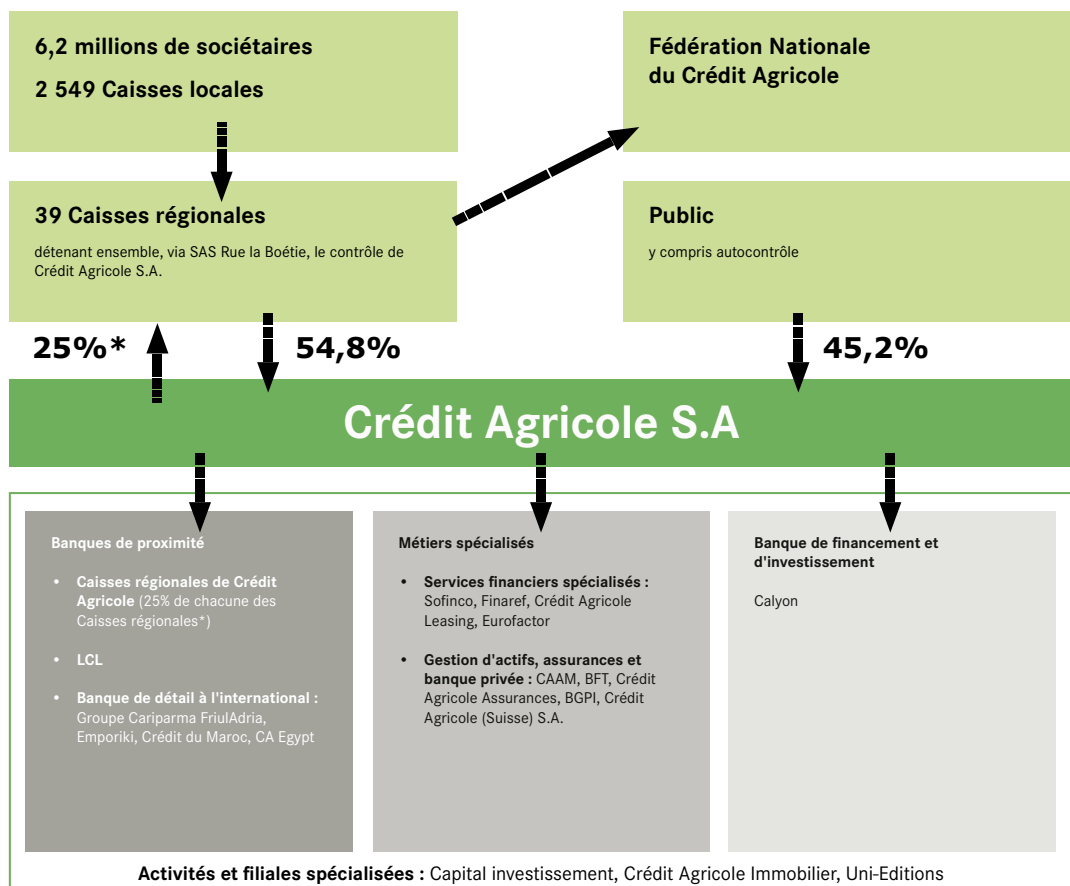 6,2 millions de sociétaires
2 549 Caisses locales
Fédération Nationale
du Crédit Agricole
39 Caisses régionales
détenant ensemble, via SAS Rue la Boétie, le contrôle de
Crédit Agricole S.A.
Public
y compris autocontrôle
25%*
54,8%
45,2%
Crédit Agricole S.A
Banques de proximité
• Caisses régionales de Crédit
Agricole (25% de chacune des
Caisses régionales*)
• LCL
• Banque de détail à l'international :
Groupe Cariparma FriulAdria,
Emporiki, Crédit du Maroc, CA Egypt
Métiers spécialisés
• Services financiers spécialisés :
Sofinco, Finaref, Crédit Agricole
Leasing, Eurofactor
• Gestion d'actifs, assurances et
banque privée : CAAM, BFT, Crédit
Agricole Assurances, BGPI, Crédit
Agricole (Suisse) S.A.
Banque de financement et
d'investissement
Calyon
Activités et filiales spécialisées : Capital investissement, Crédit Agricole Immobilier, Uni-Editions